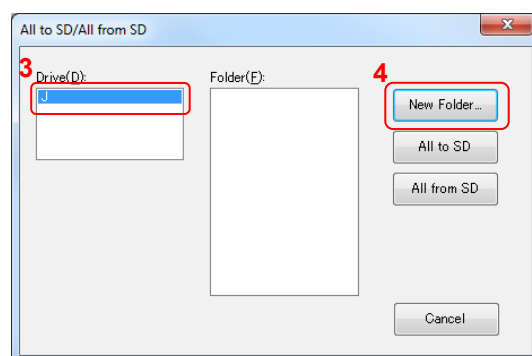 All to SD/All from SD
3
Drive(D):
J
Folder(F):
4
New Folder...
All to SD
All from SD
Cancel